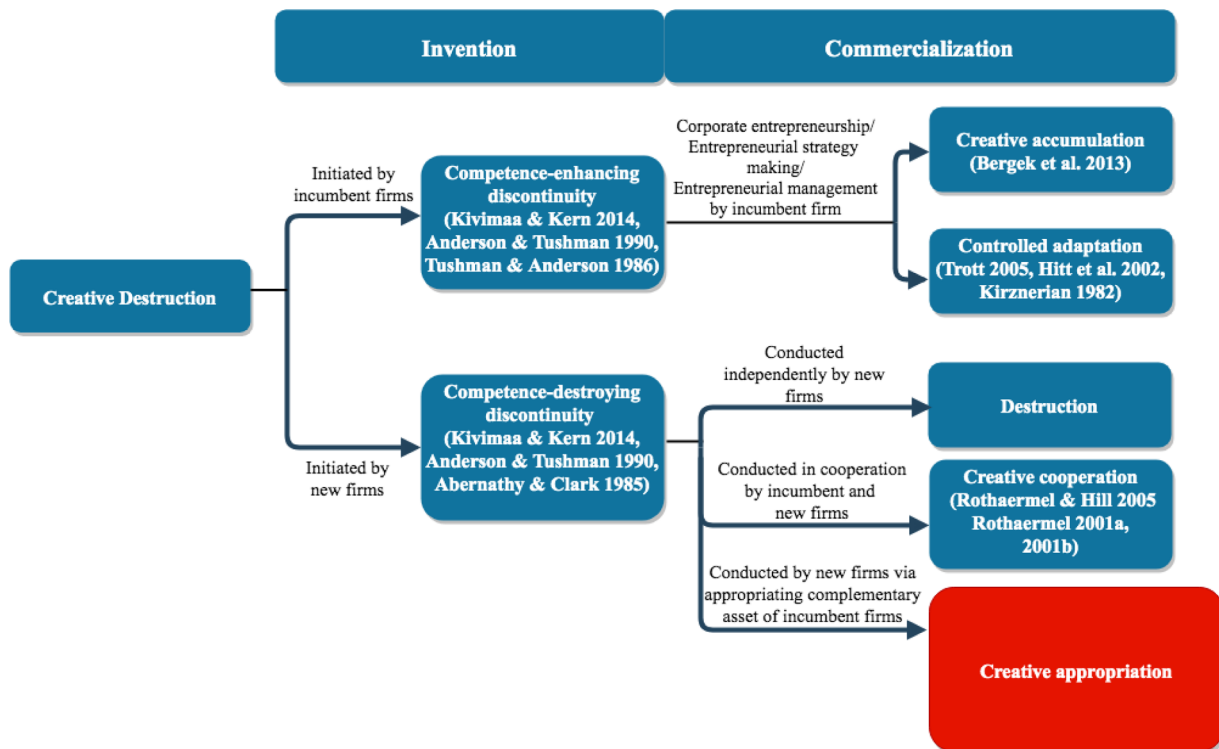 Invention
Commercialization
Corporate entrepreneurship/
Entrepreneurial strategy
making/
Entrepreneurial management
by incumbent firm
Creative accumulation
(Bergek et al. 2013)
Initiated by
incumbent firms
Competence-enhancing
discontinuity
(Kivimaa & Kern 2014,
Anderson & Tushman 1990,
Tushman & Anderson 1986)
Controlled adaptation
(Trott 2005, Hitt et al. 2002,
Kirznerian 1982)
Creative Destruction
Initiated by
new firms
Competence-destroying
discontinuity
(Kivimaa & Kern 2014,
Anderson & Tushman 1990,
Abernathy & Clark 1985)
Conducted
independently by new
firms
Destruction
Conducted in cooperation
by incumbent and
new firms
Creative cooperation
(Rothaermel & Hill 2005
Rothaermel 2001a,
2001b)
Conducted by new firms via
appropriating complementary
asset of incumbent firms
Creative appropriation